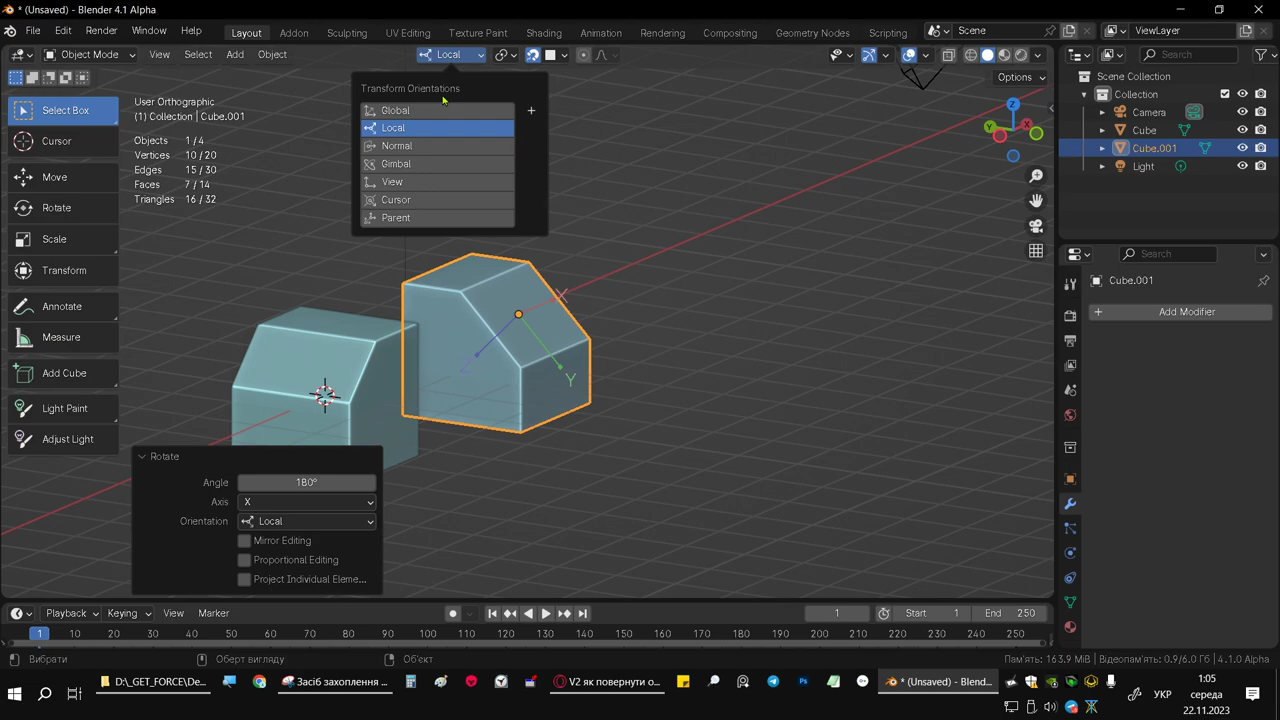 * (Unsaved) - Blender 4.1 Alpha
File Edit Render Window Help Layout Addon Sculpting UV Editing Texture Paint Shading Animation Rendering Compositing Geometry Nodes Scripting Scene ViewLayer
Object Mode View Select Add Object Local Search
Options
Select Box
Cursor
Move
Rotate
Scale
Transform
Annotate
Measure
Add Cube
Light Paint
Adjust Light
User Orthographic
(1) Collection | Cube.001
Objects 1/4
Vertices 10/20
Edges 15/30
Faces 7/14
Triangles 16/32
Transform Orientations
Global
Local
Normal
Gimbal
View
Cursor
Parent
Z
Y
X
X
Y
Z
Rotate
Angle 180°
Axis X
Orientation Local
Mirror Editing
Proportional Editing
Project Individual Eleme...
Scene Collection
Collection
Camera
Cube
Cube.001
Light
Search
Cube.001
Add Modifier
Playback Keying View Marker 1 Start 1 End 250
1 10 20 30 40 50 60 70 80 90 100 110 120 130 140 150 160 170 180 190 200 210 220 230 240 250
Вибрати Оберт вигляду Об'єкт Пам'ять: 163.9 MiB | Відеопам'ять: 0.9/6.0 Гб | 4.1.0 Alpha
D:\_GET_FORCE\De... Засіб захоплення ... V2 як повернути о... * (Unsaved) - Blend... УКР
1:05
середа
22.11.2023